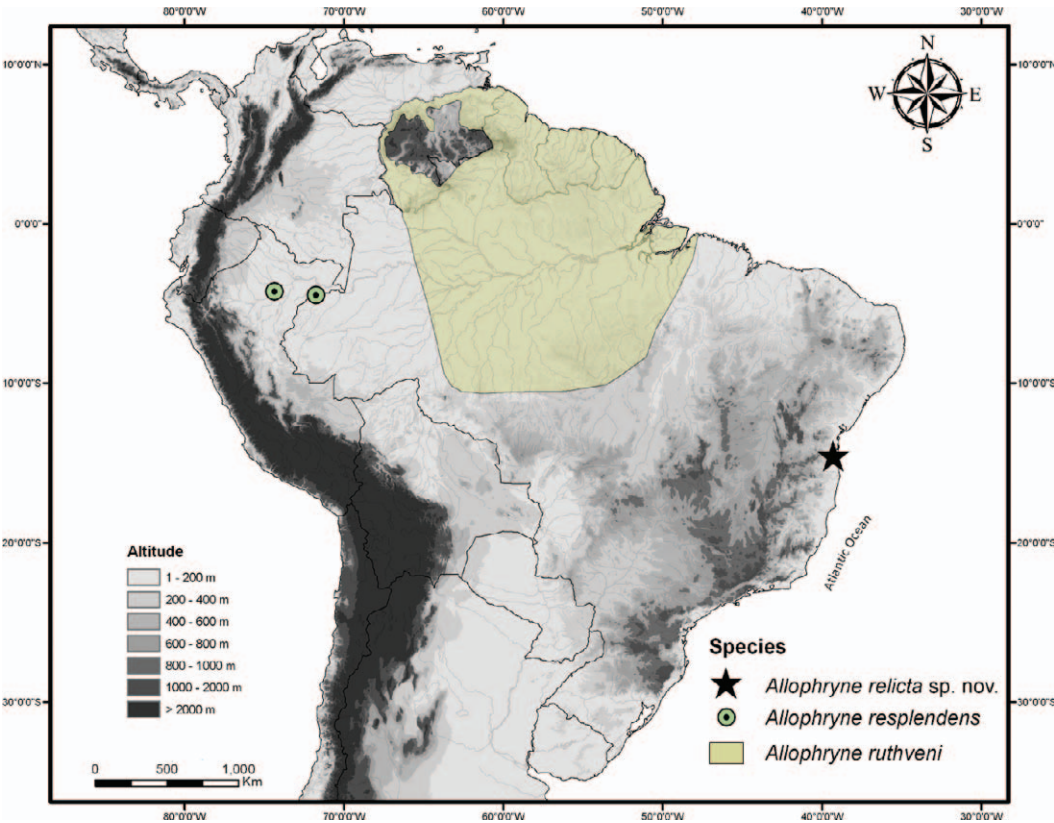 80°0'0"W 70°0'0"W 60°0'0"W 50°0'0"W 40°0'0"W 30°0'0"W
N
W E
S
10°0'0"N 10°0'0"N
0°0'0" 0°0'0"
10°0'0"S 10°0'0"S
20°0'0"S 20°0'0"S
30°0'0"S 30°0'0"S
Atlantic Ocean
Altitude
1 - 200 m
200 - 400 m
400 - 600 m
600 - 800 m
800 - 1000 m
1000 - 2000 m
> 2000 m
0 500 1,000
Km
Species
Allophryne relicta sp. nov.
Allophryne resplendens
Allophryne ruthveni
80°0'0"W 70°0'0"W 60°0'0"W 50°0'0"W 40°0'0"W 30°0'0"W